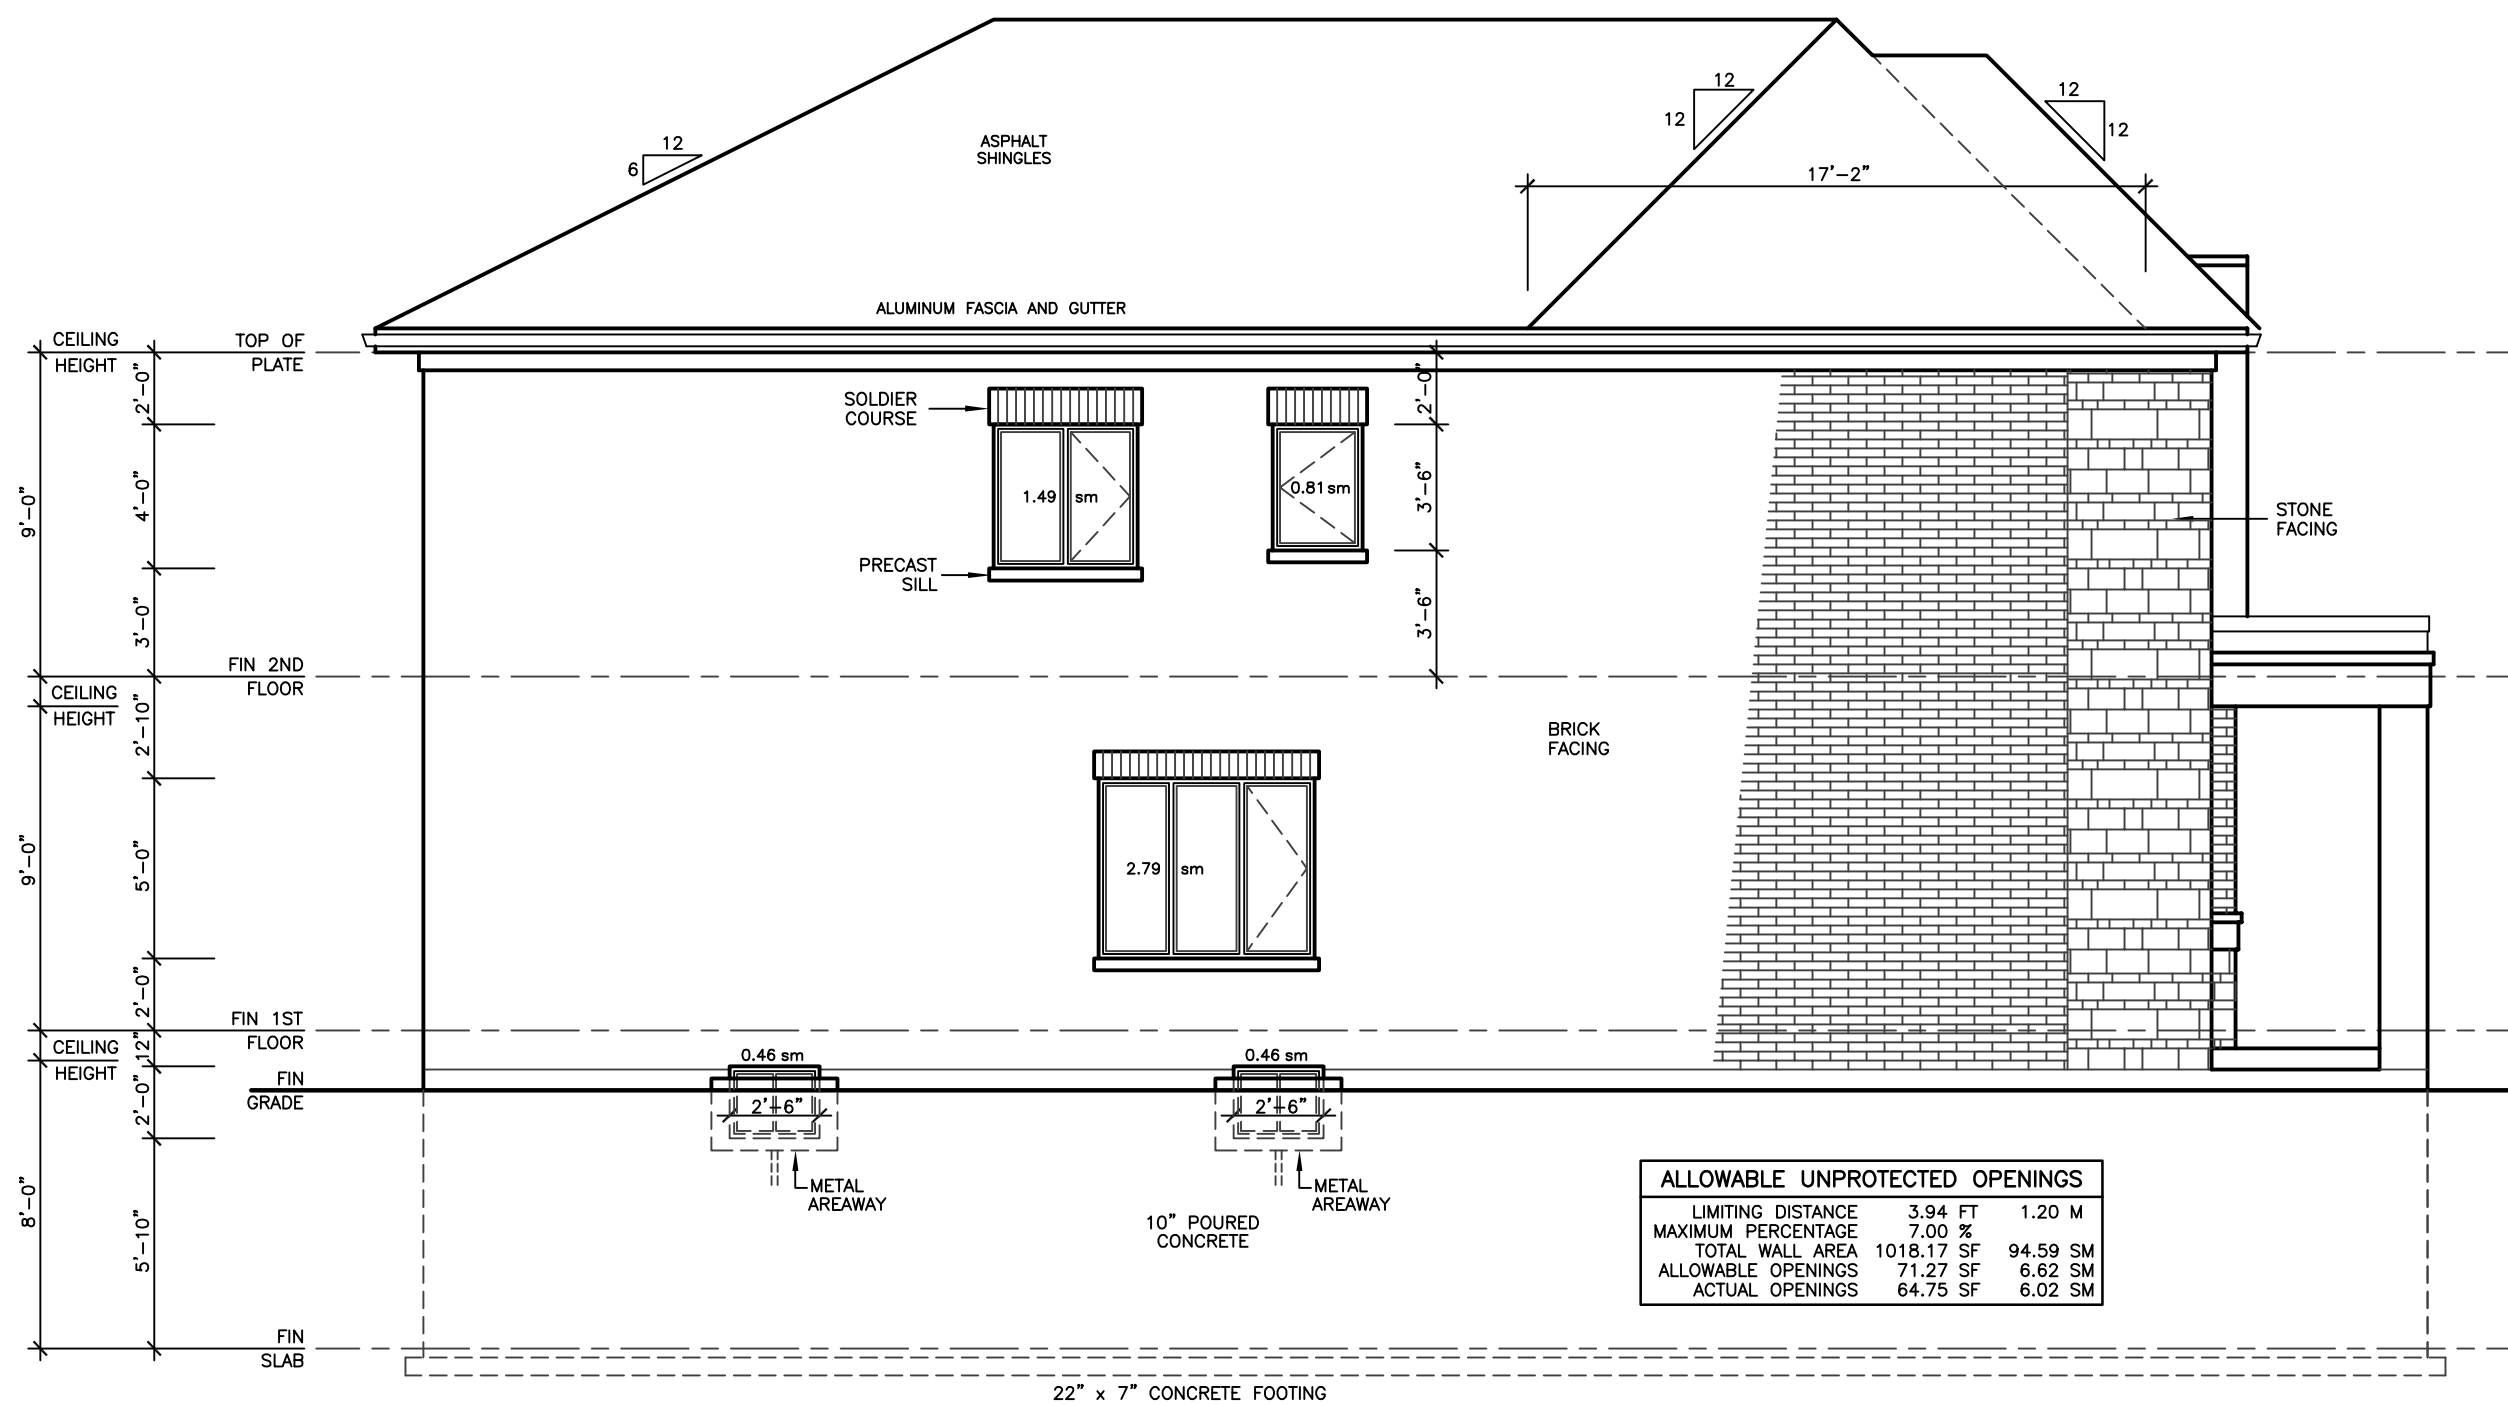 12
12
12
12
12
6
ASPHALT
SHINGLES
17'-2"
ALUMINUM FASCIA AND GUTTER
CEILING
HEIGHT
TOP OF
PLATE
2'-0"
2'-0"
SOLDIER
COURSE
9'-0"
4'-0"
1.49 sm
0.81 sm
3'-6"
STONE
FACING
PRECAST
SILL
3'-0"
3'-6"
FIN 2ND
FLOOR
CEILING
HEIGHT
2'-10"
BRICK
FACING
9'-0"
5'-0"
2.79 sm
2'-0"
FIN 1ST
FLOOR
CEILING
HEIGHT
12"
0.46 sm
0.46 sm
FIN
GRADE
2'-0"
2'-6"
2'-6"
METAL
AREAWAY
METAL
AREAWAY
8'-0"
5'-10"
10" POURED
CONCRETE
ALLOWABLE UNPROTECTED OPENINGS
LIMITING DISTANCE 3.94 FT 1.20 M
MAXIMUM PERCENTAGE 7.00 %
TOTAL WALL AREA 1018.17 SF 94.59 SM
ALLOWABLE OPENINGS 71.27 SF 6.62 SM
ACTUAL OPENINGS 64.75 SF 6.02 SM
FIN
SLAB
22" x 7" CONCRETE FOOTING